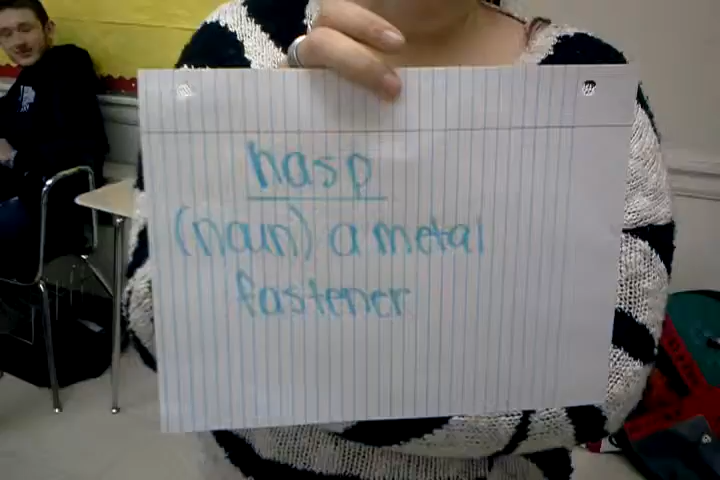 hasp
(noun) a metal
fastener